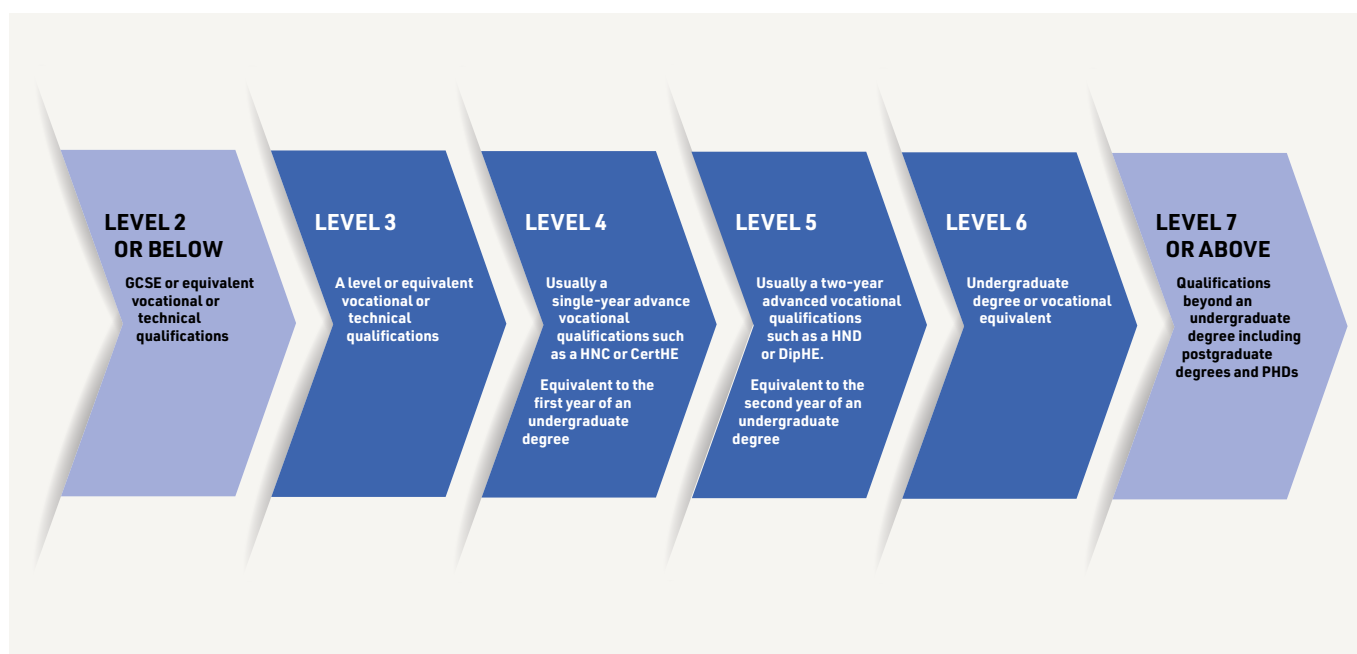 LEVEL 2
OR BELOW
GCSE or equivalent
vocational or
technical
qualifications
LEVEL 3
A level or equivalent
vocational or
technical
qualifications
LEVEL 4
Usually a
single-year advance
vocational
qualifications such
as a HNC or CertHE
Equivalent to the
first year of an
undergraduate
degree
LEVEL 5
Usually a two-year
advanced vocational
qualifications
such as a HND
or DipHE.
Equivalent to the
second year of an
undergraduate
degree
LEVEL 6
Undergraduate
degree or vocational
equivalent
LEVEL 7
OR ABOVE
Qualifications
beyond an
undergraduate
degree including
postgraduate
degrees and PHDs